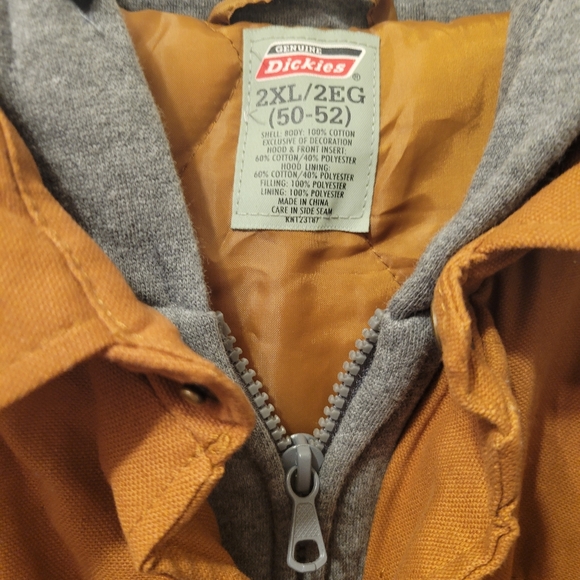 GENUINE
Dickies
®
2XL/2EG
(50-52)
SHELL: BODY: 100% COTTON
EXCLUSIVE OF DECORATION
HOOD & FRONT INSERT:
60% COTTON/40% POLYESTER
HOOD LINING:
60% COTTON/40% POLYESTER
FILLING: 100% POLYESTER
LINING: 100% POLYESTER
MADE IN CHINA
CARE IN SIDE SEAM